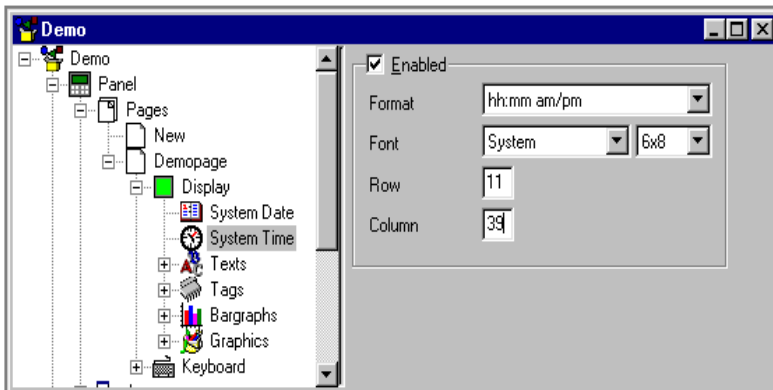 Demo
Demo
Panel
Pages
New
Demopage
Display
System Date
System Time
Texts
Tags
Bargraphs
Graphics
Keyboard
Enabled
Format hh:mm am/pm
Font System 6x8
Row 11
Column 39